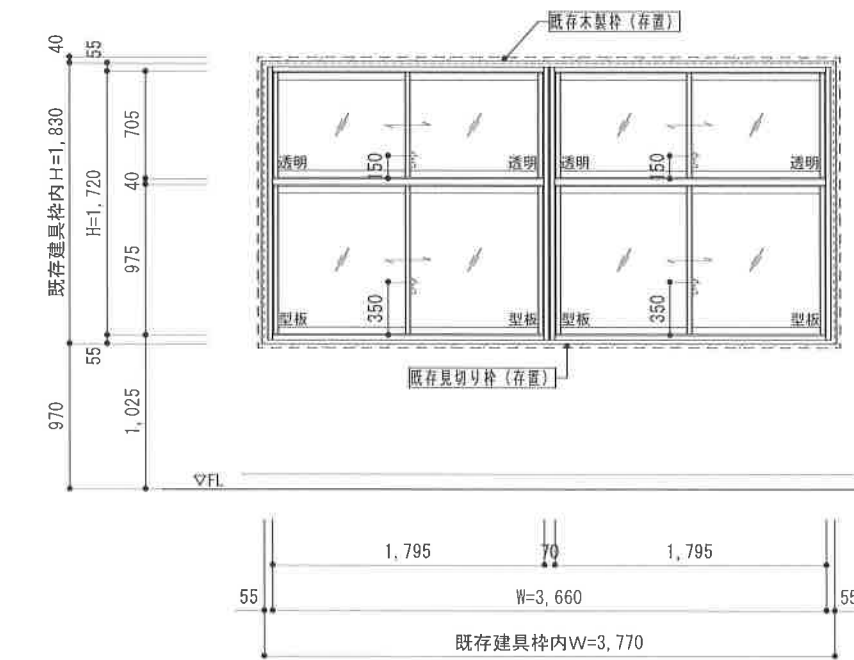 既存木製枠（存置）
40
55
既存建具枠内H=1,830
H=1,720
705
40
975
55
970
1,025
透明
150
透明
透明
150
透明
型板
350
型板
型板
350
型板
既存見切り枠（存置）
▽FL
1,795
70
1,795
55
W=3,660
55
既存建具枠内W=3,770